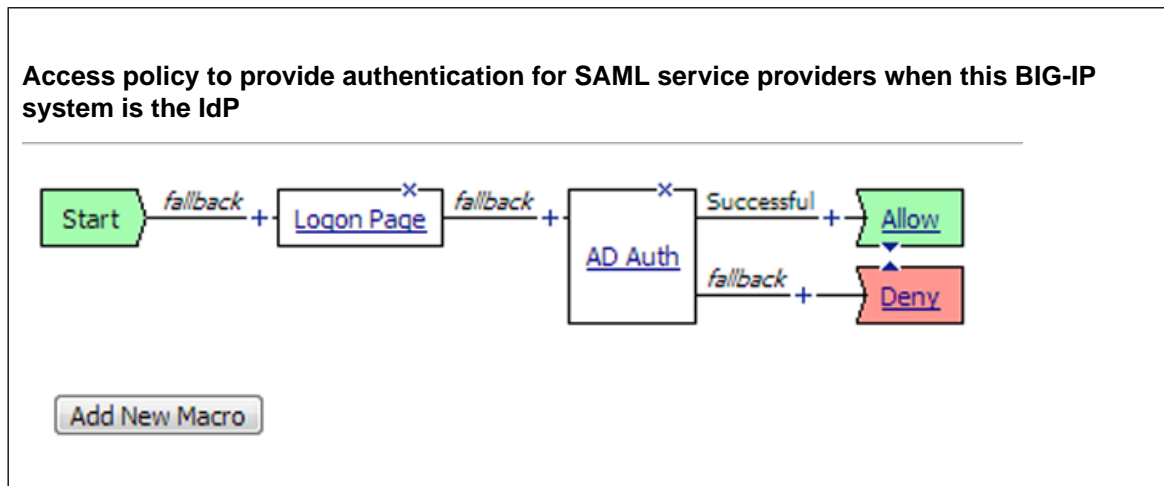 Access policy to provide authentication for SAML service providers when this BIG-IP
system is the IdP
Start fallback + Logon Page × fallback + AD Auth × Successful + Allow
fallback + Deny
Add New Macro